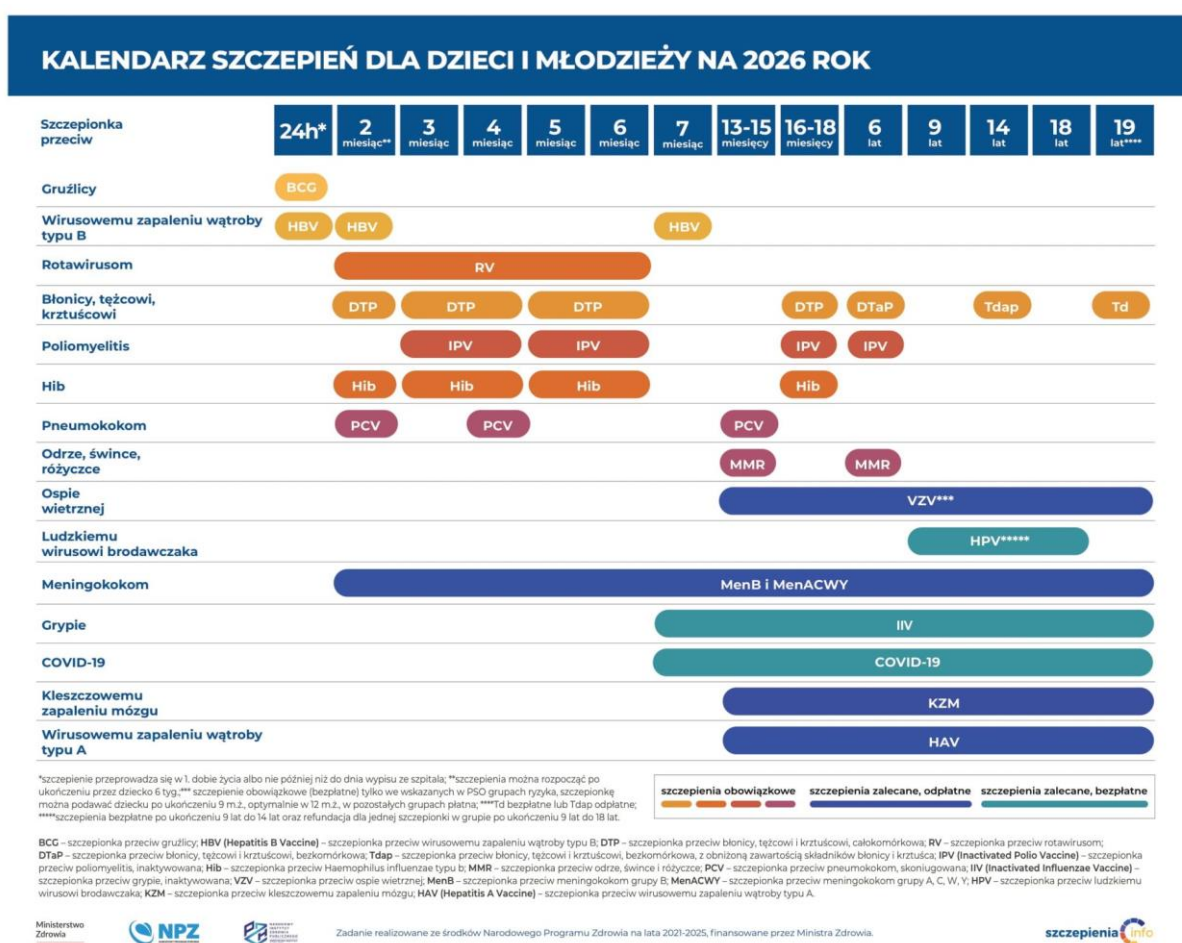 KALENDARZ SZCZEPIEŃ DLA DZIECI I MŁODZIEŻY NA 2026 ROK
Szczepionka
przeciw
24h*
2
miesiąc**
3
miesiąc
4
miesiąc
5
miesiąc
6
miesiąc
7
miesiąc
13-15
miesięcy
16-18
miesięcy
6
lat
9
lat
14
lat
18
lat
19
lat****
Gruźlicy
BCG
Wirusowemu zapaleniu wątroby
typu B
HBV HBV HBV
Rotawirusom
RV
Błonicy, tężcowi,
krztuścowi
DTP DTP DTP DTP DTaP Tdap Td
Poliomyelitis
IPV IPV IPV IPV
Hib
Hib Hib Hib Hib
Pneumokokom
PCV PCV PCV
Odrze, śwince,
różyczce
MMR MMR
Ospie
wietrznej
VZV***
Ludzkiemu
wirusowi brodawczaka
HPV*****
Meningokokom
MenB i MenACWY
Grypie
IIV
COVID-19
COVID-19
Kleszczowemu
zapaleniu mózgu
KZM
Wirusowemu zapaleniu wątroby
typu A
HAV
*szczepienie przeprowadza się w 1. dobie życia albo nie później niż do dnia wypisu ze szpitala; **szczepienia można rozpocząć po
ukończeniu przez dziecko 6 tyg.;*** szczepienie obowiązkowe (bezpłatne) tylko we wskazanych w PSO grupach ryzyka, szczepionkę
można podawać dziecku po ukończeniu 9 m.ż., optymalnie w 12 m.ż., w pozostałych grupach płatna; ****Td bezpłatne lub Tdap odpłatne;
*****szczepienia bezpłatne po ukończeniu 9 lat do 14 lat oraz refundacja dla jednej szczepionki w grupie po ukończeniu 9 lat do 18 lat.
szczepienia obowiązkowe szczepienia zalecane, odpłatne szczepienia zalecane, bezpłatne
BCG – szczepionka przeciw gruźlicy; HBV (Hepatitis B Vaccine) – szczepionka przeciw wirusowemu zapaleniu wątroby typu B; DTP – szczepionka przeciw błonicy, tężcowi i krztuścowi, całokomórkowa; RV – szczepionka przeciw rotawirusom;
DTaP – szczepionka przeciw błonicy, tężcowi i krztuścowi, bezkomórkowa; Tdap – szczepionka przeciw błonicy, tężcowi i krztuścowi, bezkomórkowa, z obniżoną zawartością składników błonicy i krztuśca; IPV (Inactivated Polio Vaccine) – szczepionka
przeciw poliomyelitis, inaktywowana; Hib – szczepionka przeciw Haemophilus influenzae typu b; MMR – szczepionka przeciw odrze, śwince i różyczce; PCV – szczepionka przeciw pneumokokom, skoniugowana; IIV (Inactivated Influenzae Vaccine) –
szczepionka przeciw grypie, inaktywowana; VZV – szczepionka przeciw ospie wietrznej; MenB – szczepionka przeciw meningokokom grupy B; MenACWY – szczepionka przeciw meningokokom grupy A, C, W, Y; HPV – szczepionka przeciw ludzkiemu
wirusowi brodawczaka; KZM – szczepionka przeciw kleszczowemu zapaleniu mózgu; HAV (Hepatitis A Vaccine) – szczepionka przeciw wirusowemu zapaleniu wątroby typu A.
Ministerstwo
Zdrowia
NPZ
Zadanie realizowane ze środków Narodowego Programu Zdrowia na lata 2021-2025, finansowane przez Ministra Zdrowia.
szczepienia info